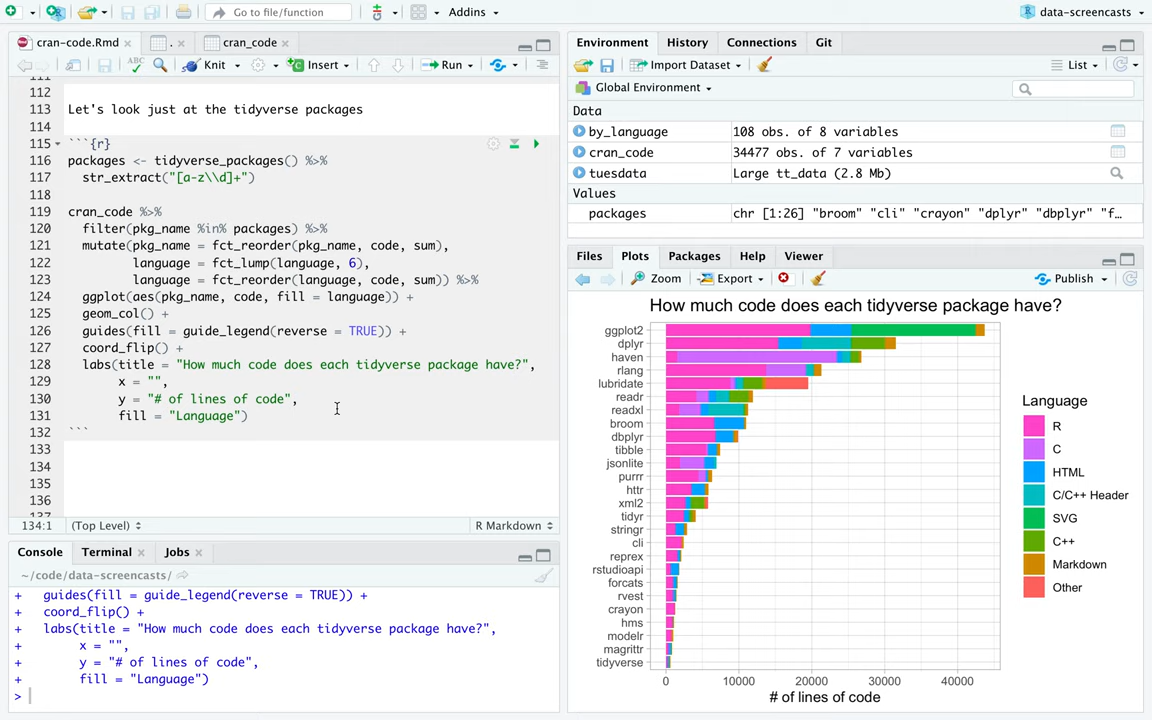 Go to file/function
Addins
data-screencasts
cran-code.Rmd
.
cran_code
Knit
Insert
Run
112
113 Let's look just at the tidyverse packages
114
115 ```{r}
116 packages <- tidyverse_packages() %>%
117 str_extract("[a-z\\d]+")
118
119 cran_code %>%
120 filter(pkg_name %in% packages) %>%
121 mutate(pkg_name = fct_reorder(pkg_name, code, sum),
122 language = fct_lump(language, 6),
123 language = fct_reorder(language, code, sum)) %>%
124 ggplot(aes(pkg_name, code, fill = language)) +
125 geom_col() +
126 guides(fill = guide_legend(reverse = TRUE)) +
127 coord_flip() +
128 labs(title = "How much code does each tidyverse package have?",
129 x = "",
130 y = "# of lines of code",
131 fill = "Language")
132 ```
133
134
135
136
134:1 (Top Level)
R Markdown
Console Terminal Jobs
~/code/data-screencasts/
+ guides(fill = guide_legend(reverse = TRUE)) +
+ coord_flip() +
+ labs(title = "How much code does each tidyverse package have?",
+ x = "",
+ y = "# of lines of code",
+ fill = "Language")
>
Environment History Connections Git
Import Dataset
List
Global Environment
Data
by_language 108 obs. of 8 variables
cran_code 34477 obs. of 7 variables
tuesdata Large tt_data (2.8 Mb)
Values
packages chr [1:26] "broom" "cli" "crayon" "dplyr" "dbplyr" "f…
Files Plots Packages Help Viewer
Zoom Export Publish
How much code does each tidyverse package have?
ggplot2
dplyr
haven
rlang
lubridate
readr
readxl
broom
dbplyr
tibble
jsonlite
purrr
httr
xml2
tidyr
stringr
cli
reprex
rstudioapi
forcats
rvest
crayon
hms
modelr
magrittr
tidyverse
0 10000 20000 30000 40000
# of lines of code
Language
R
C
HTML
C/C++ Header
SVG
C++
Markdown
Other